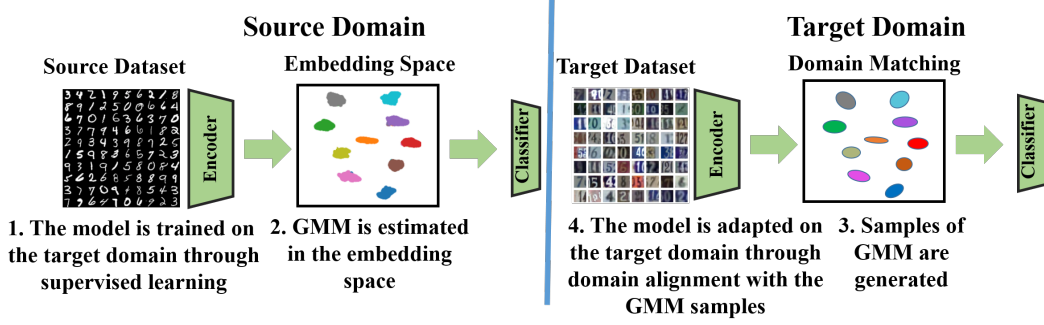 Source Domain
Source Dataset
Embedding Space
Encoder
Classifier
1. The model is trained on
the target domain through
supervised learning
2. GMM is estimated
in the embedding
space
Target Domain
Target Dataset
Domain Matching
Encoder
Classifier
4. The model is adapted on
the target domain through
domain alignment with the
GMM samples
3. Samples of
GMM are
generated